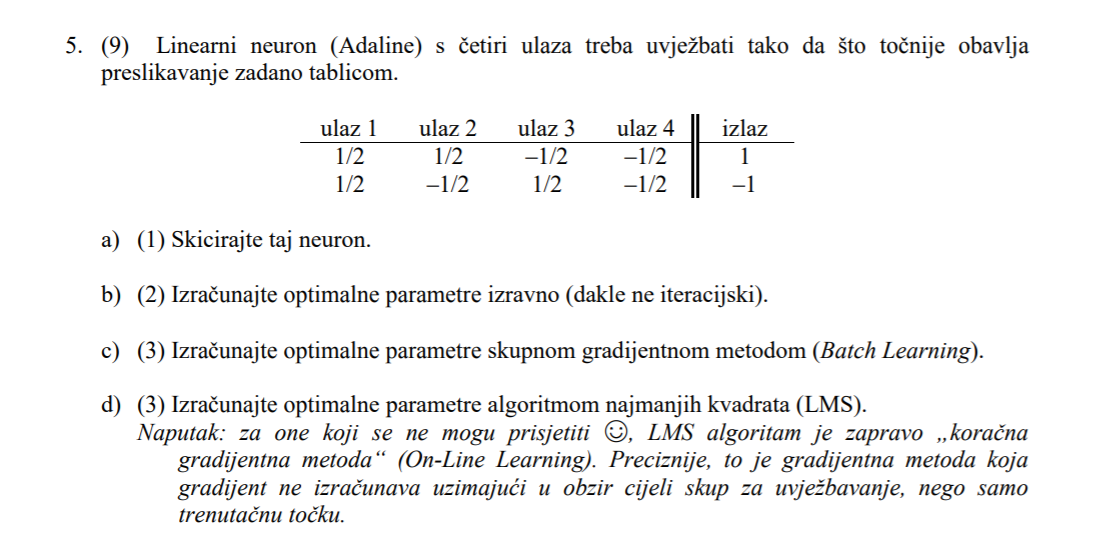 5. (9) Linearni neuron (Adaline) s četiri ulaza treba uvježbati tako da što točnije obavlja
preslikavanje zadano tablicom.
ulaz 1 ulaz 2 ulaz 3 ulaz 4 izlaz
1/2 1/2 –1/2 –1/2 1
1/2 –1/2 1/2 –1/2 –1
a) (1) Skicirajte taj neuron.
b) (2) Izračunajte optimalne parametre izravno (dakle ne iteracijski).
c) (3) Izračunajte optimalne parametre skupnom gradijentnom metodom (Batch Learning).
d) (3) Izračunajte optimalne parametre algoritmom najmanjih kvadrata (LMS).
Naputak: za one koji se ne mogu prisjetiti ☺, LMS algoritam je zapravo „koračna
gradijentna metoda“ (On-Line Learning). Preciznije, to je gradijentna metoda koja
gradijent ne izračunava uzimajući u obzir cijeli skup za uvježbavanje, nego samo
trenutačnu točku.